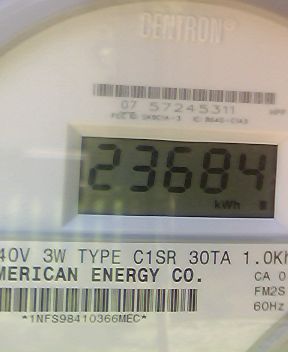 CENTRON®
07 57245311
23684
kWh
40V 3W TYPE C1SR 30TA 1.0Kh
MERICAN ENERGY CO.
CA 0
FM2S
60Hz
*1NFS98410366MEC*